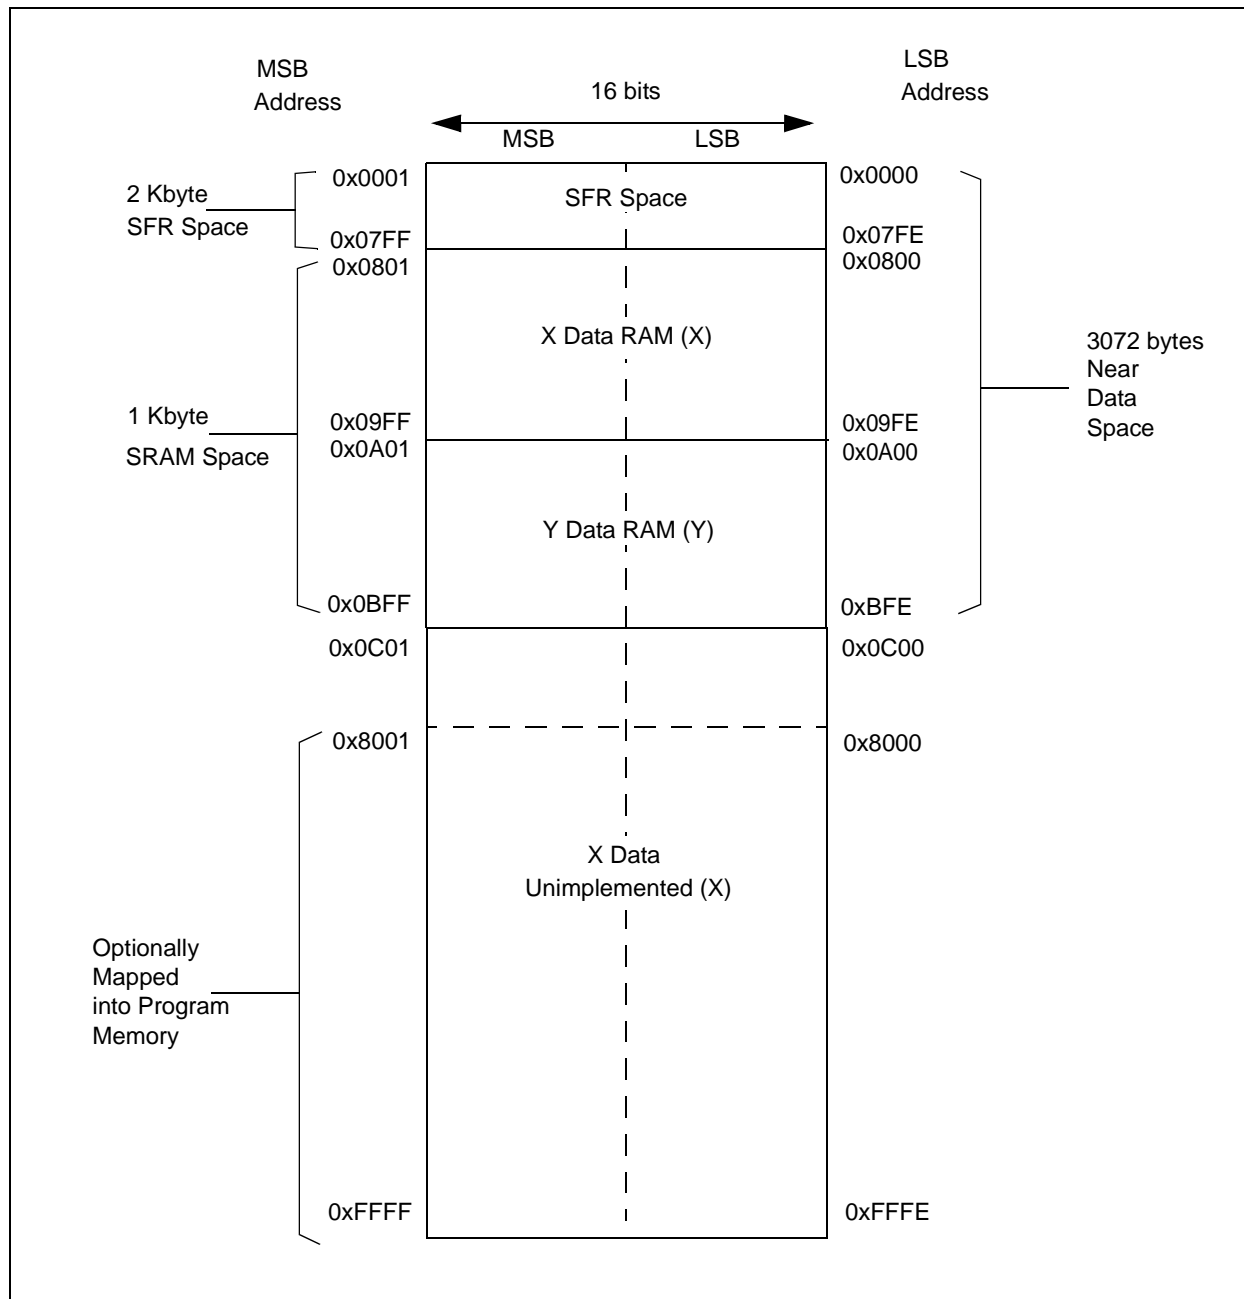 MSB
Address
LSB
Address
16 bits
MSB
LSB
2 Kbyte
SFR Space
0x0001
SFR Space
0x0000
0x07FF
0x07FE
0x0801
0x0800
X Data RAM (X)
3072 bytes
Near
Data
Space
1 Kbyte
SRAM Space
0x09FF
0x09FE
0x0A01
0x0A00
Y Data RAM (Y)
0x0BFF
0xBFE
0x0C01
0x0C00
0x8001
0x8000
X Data
Unimplemented (X)
Optionally
Mapped
into Program
Memory
0xFFFF
0xFFFE